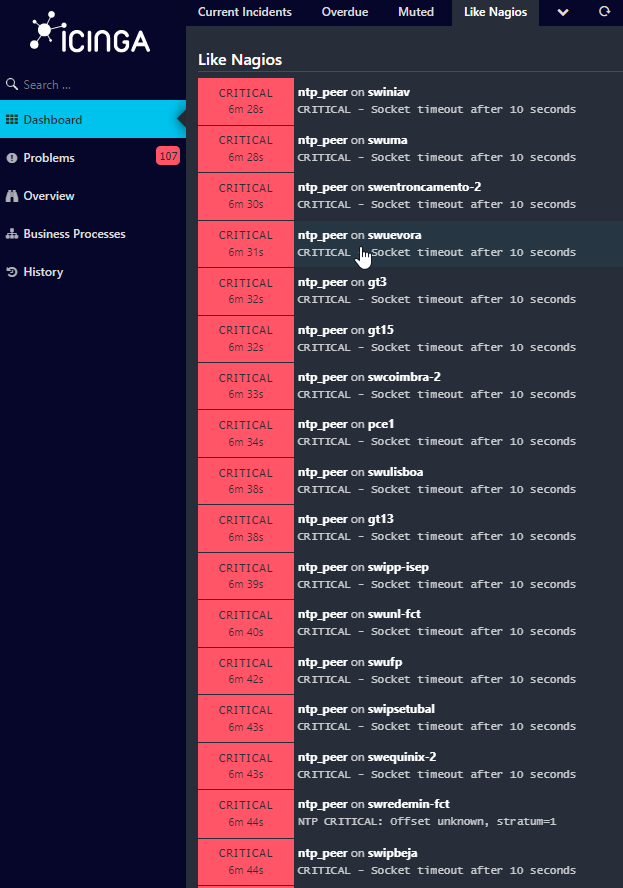 ICINGA
Current Incidents Overdue Muted Like Nagios
Search ...
Dashboard
Problems 107
Overview
Business Processes
History
Like Nagios
CRITICAL ntp_peer on swiniav
6m 28s CRITICAL - Socket timeout after 10 seconds
CRITICAL ntp_peer on swuma
6m 28s CRITICAL - Socket timeout after 10 seconds
CRITICAL ntp_peer on swentroncamento-2
6m 30s CRITICAL - Socket timeout after 10 seconds
CRITICAL ntp_peer on swuevora
6m 31s CRITICAL - Socket timeout after 10 seconds
CRITICAL ntp_peer on gt3
6m 32s CRITICAL - Socket timeout after 10 seconds
CRITICAL ntp_peer on gt15
6m 32s CRITICAL - Socket timeout after 10 seconds
CRITICAL ntp_peer on swcoimbra-2
6m 33s CRITICAL - Socket timeout after 10 seconds
CRITICAL ntp_peer on pce1
6m 34s CRITICAL - Socket timeout after 10 seconds
CRITICAL ntp_peer on swulisboa
6m 38s CRITICAL - Socket timeout after 10 seconds
CRITICAL ntp_peer on gt13
6m 38s CRITICAL - Socket timeout after 10 seconds
CRITICAL ntp_peer on swipp-isep
6m 39s CRITICAL - Socket timeout after 10 seconds
CRITICAL ntp_peer on swunl-fct
6m 40s CRITICAL - Socket timeout after 10 seconds
CRITICAL ntp_peer on swufp
6m 42s CRITICAL - Socket timeout after 10 seconds
CRITICAL ntp_peer on swipsetubal
6m 43s CRITICAL - Socket timeout after 10 seconds
CRITICAL ntp_peer on swequinix-2
6m 43s CRITICAL - Socket timeout after 10 seconds
CRITICAL ntp_peer on swredemin-fct
6m 44s NTP CRITICAL: Offset unknown, stratum=1
CRITICAL ntp_peer on swipbeja
6m 44s CRITICAL - Socket timeout after 10 seconds